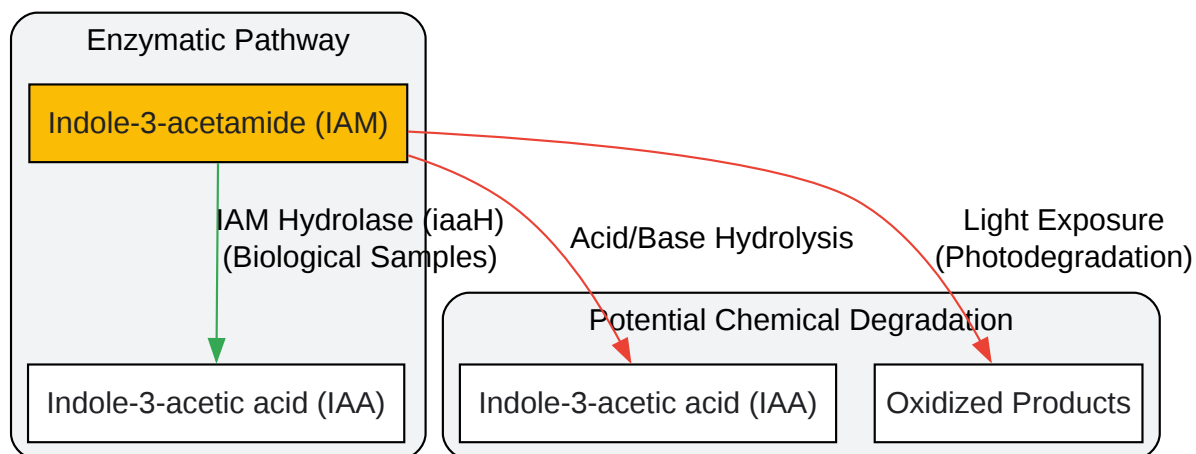 Enzymatic Pathway
Indole-3-acetamide (IAM)
IAM Hydrolase (iaaH)
(Biological Samples)
Acid/Base Hydrolysis
Light Exposure
(Photodegradation)
Potential Chemical Degradation
Indole-3-acetic acid (IAA)
Indole-3-acetic acid (IAA)
Oxidized Products